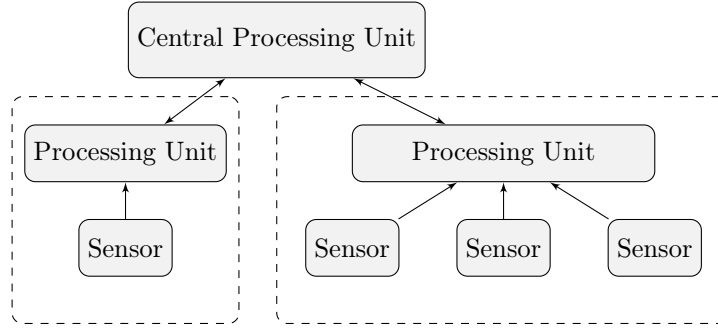 Central Processing Unit
Processing Unit
Processing Unit
Sensor
Sensor
Sensor
Sensor